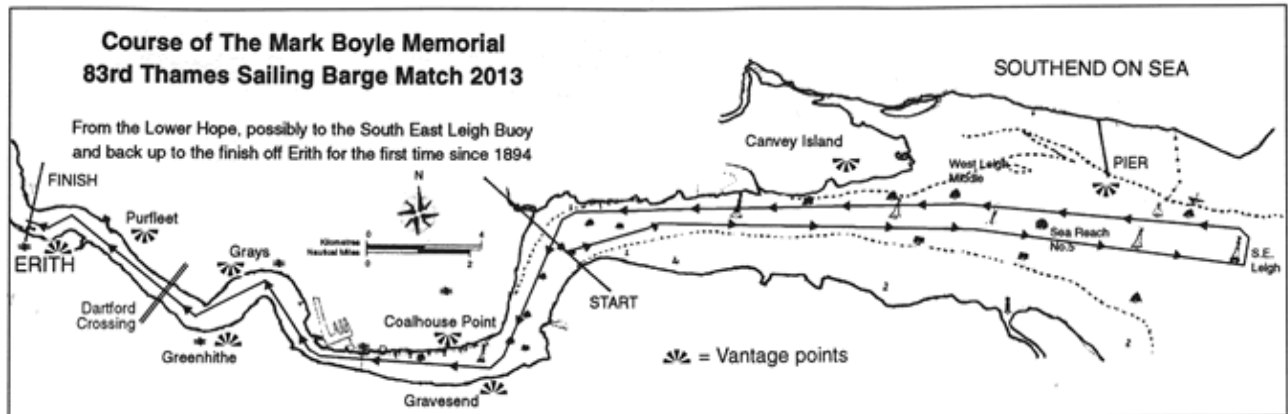 Course of The Mark Boyle Memorial
83rd Thames Sailing Barge Match 2013
From the Lower Hope, possibly to the South East Leigh Buoy
and back up to the finish off Erith for the first time since 1894
SOUTHEND ON SEA
Canvey Island
West Leigh
Middle
PIER
FINISH
N
Purfleet
Kilometres
Nautical Miles
0
4
0
2
Grays
ERITH
Sea Reach
No.5
S.E.
Leigh
START
Dartford
Crossing
Coalhouse Point
Greenhithe
= Vantage points
Gravesend